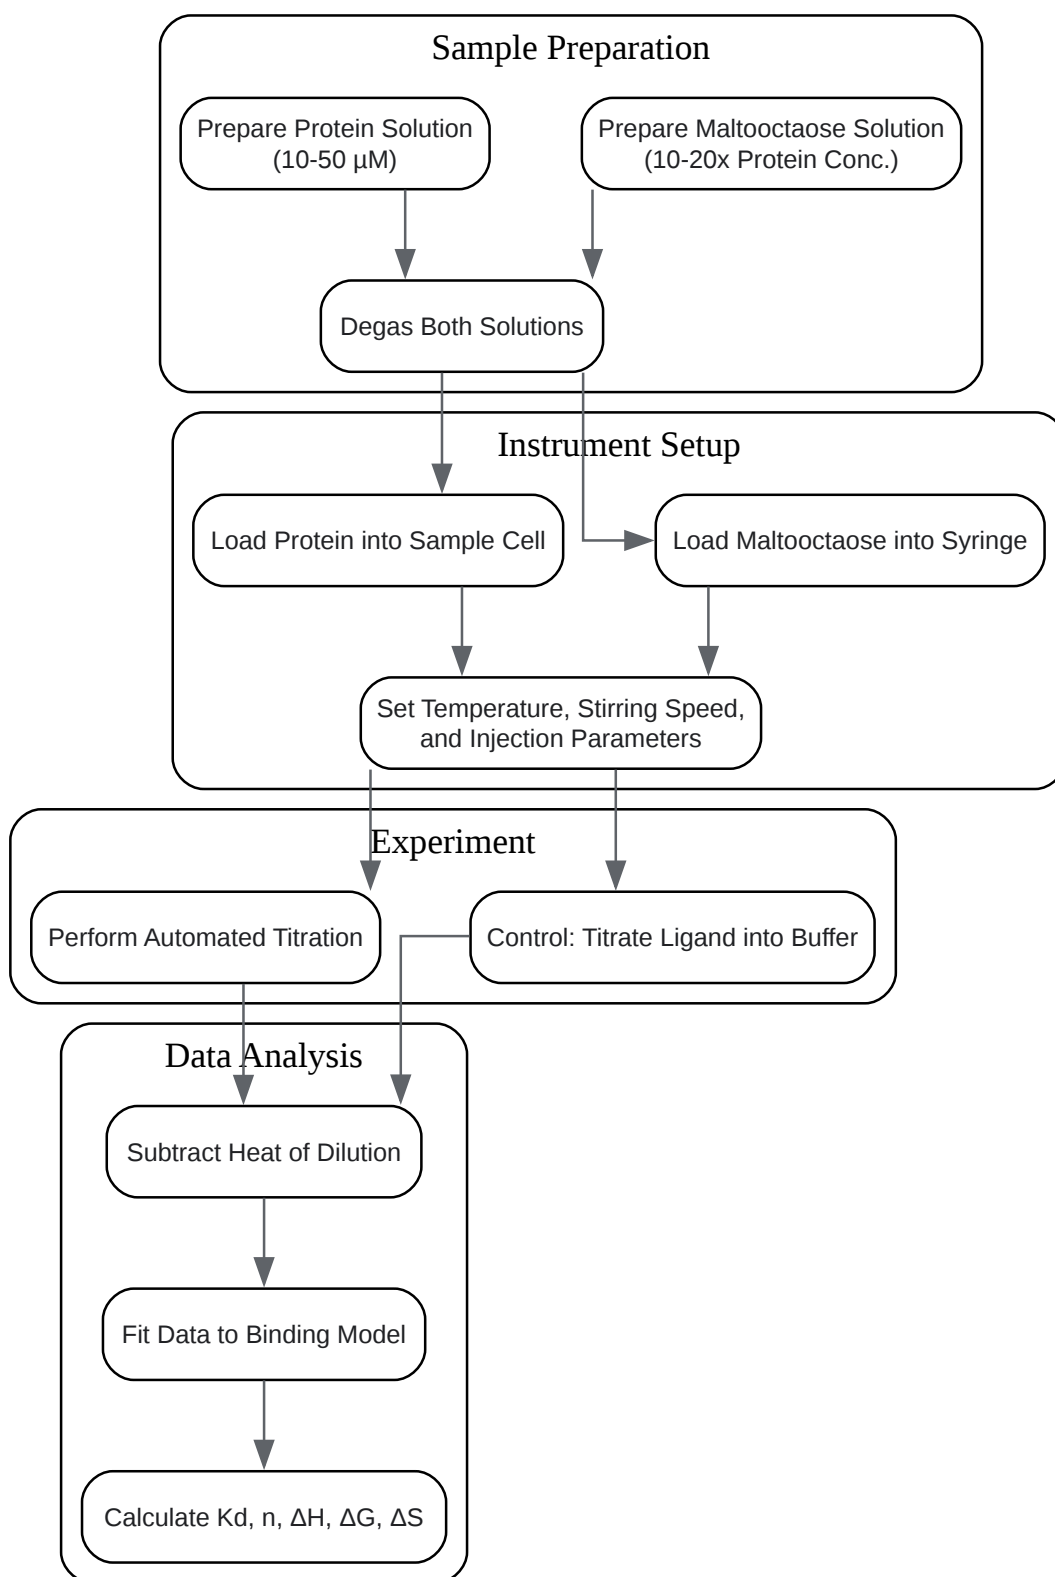 Sample Preparation
Prepare Protein Solution
(10-50 µM)
Prepare Maltooctaose Solution
(10-20x Protein Conc.)
Degas Both Solutions
Instrument Setup
Load Protein into Sample Cell
Load Maltooctaose into Syringe
Set Temperature, Stirring Speed,
and Injection Parameters
Experiment
Perform Automated Titration
Control: Titrate Ligand into Buffer
Data Analysis
Subtract Heat of Dilution
Fit Data to Binding Model
Calculate Kd, n, ΔH, ΔG, ΔS